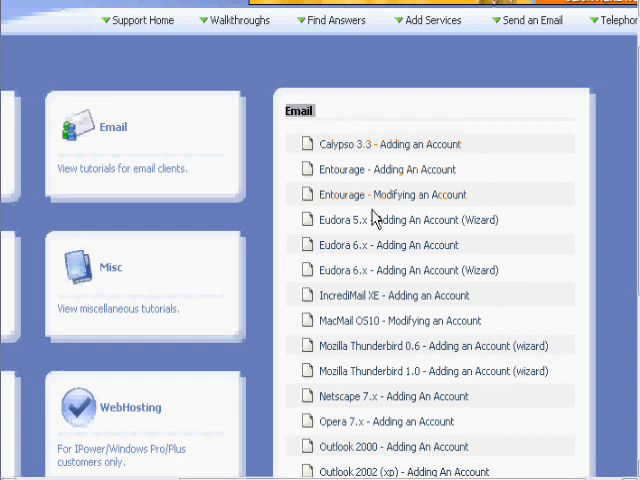 Support Home
Walkthroughs
Find Answers
Add Services
Send an Email
Email
View tutorials for email clients.
Misc
View miscellaneous tutorials.
WebHosting
For IPower/Windows Pro/Plus
customers only.
Email
Calypso 3.3 - Adding an Account
Entourage - Adding An Account
Entourage - Modifying an Account
Eudora 5.x - Adding An Account (Wizard)
Eudora 6.x - Adding An Account
Eudora 6.x - Adding An Account (Wizard)
IncrediMail XE - Adding An Account
MacMail OS10 - Modifying an Account
Mozilla Thunderbird 0.6 - Adding an Account (wizard)
Mozilla Thunderbird 1.0 - Adding an Account (wizard)
Netscape 7.x - Adding An Account
Opera 7.x - Adding An Account
Outlook 2000 - Adding An Account
Outlook 2002 (xp) - Adding An Account